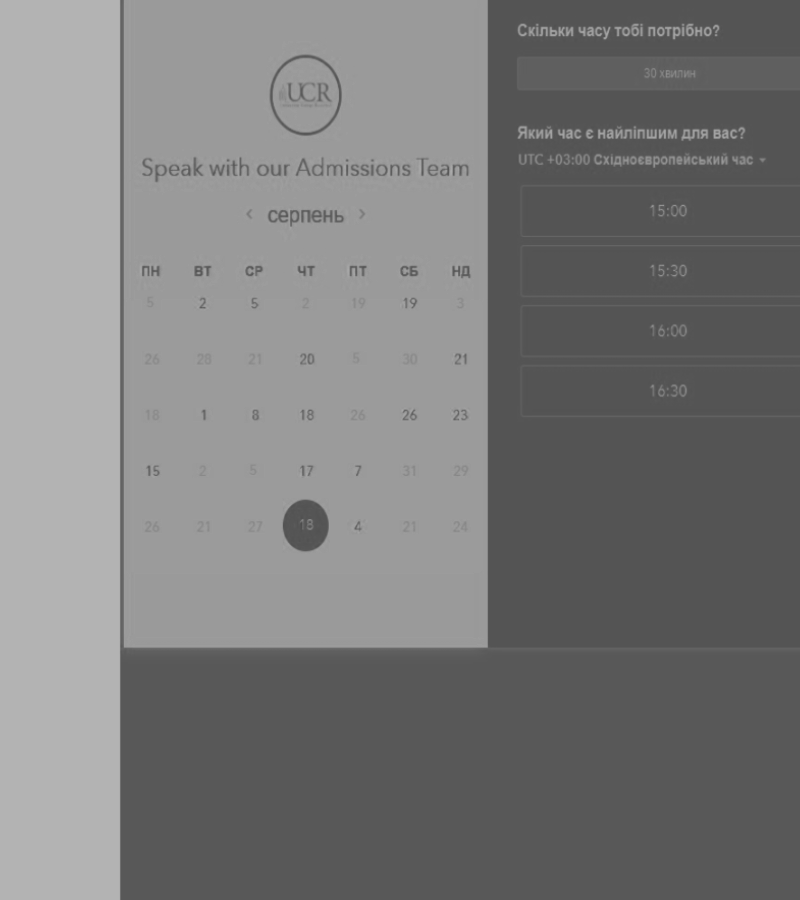 UCR
Speak with our Admissions Team
‹ серпень ›
ПН ВТ СР ЧТ ПТ СБ НД
5 2 5 2 19 19 3
26 20 21 20 5 30 21
18 1 8 18 26 26 23
15 2 5 17 7 31 29
26 21 27 18 4 21 24
Скільки часу тобі потрібно?
30 хвилин
Який час є найліпшим для вас?
UTC +03:00 Східноєвропейський час
15:00
15:30
16:00
16:30